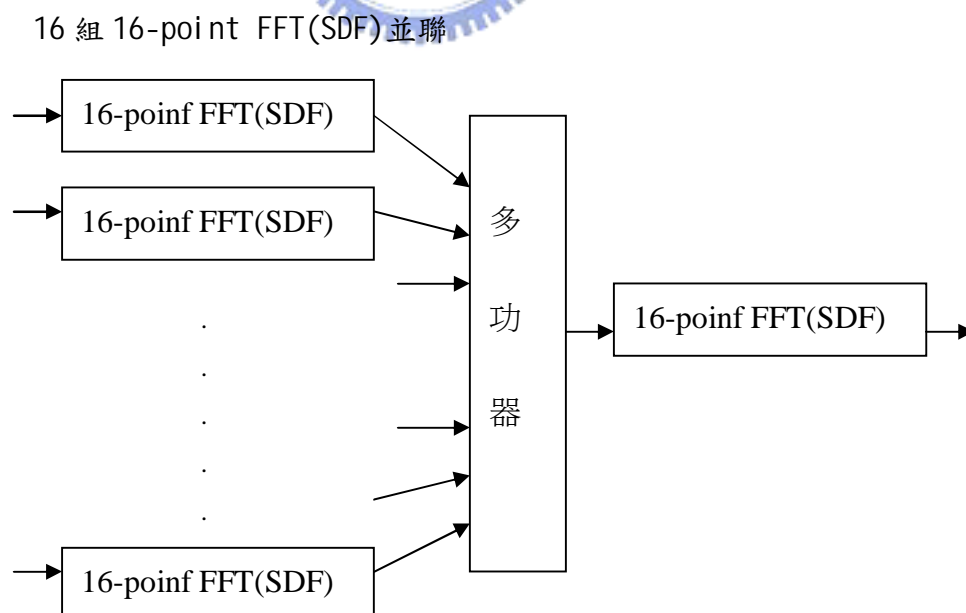 16 組 16-point FFT(SDF)並聯
16-poinf FFT(SDF)
16-poinf FFT(SDF)
多
功
器
16-poinf FFT(SDF)
16-poinf FFT(SDF)